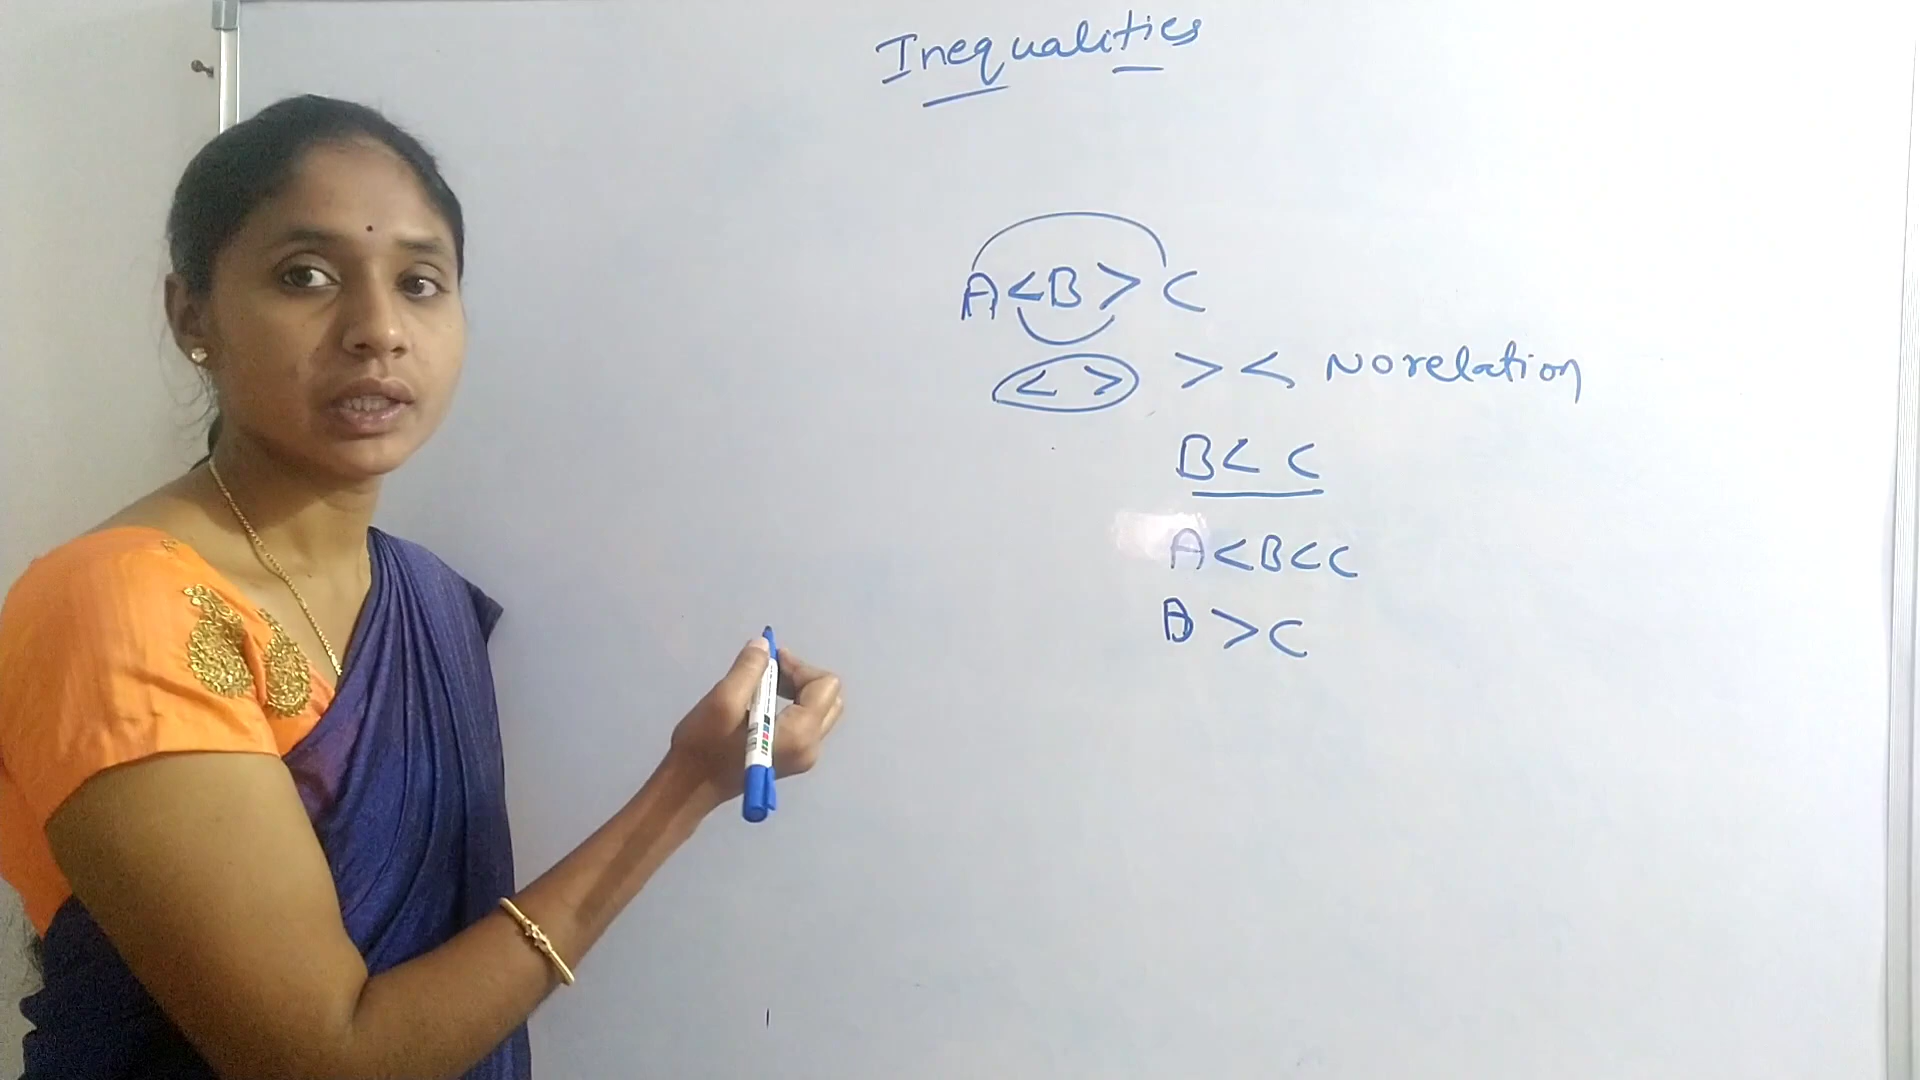 Inequalities
A<B>C
< > > < No relation
B< C
A<B<C
B >C